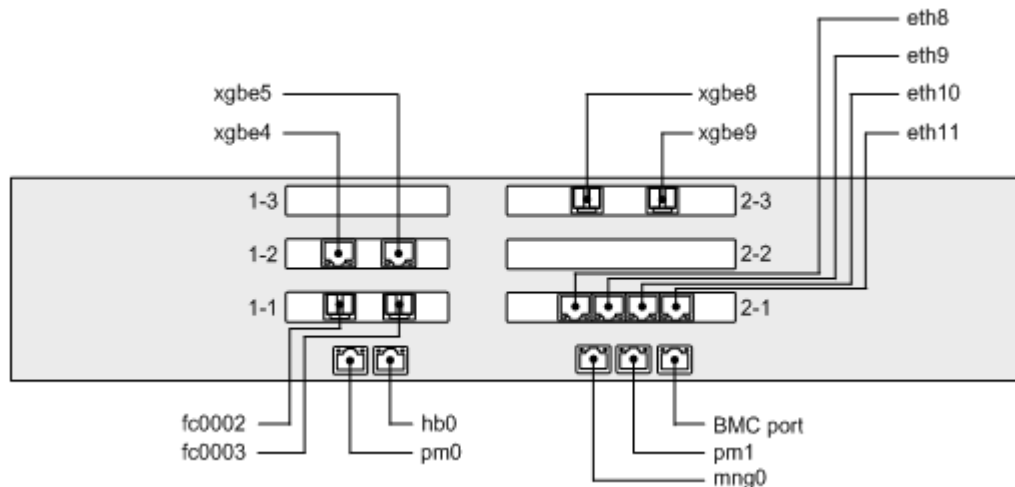 eth8
eth9
xgbe5 xgbe8 eth10
xgbe4 xgbe9 eth11
1-3 2-3
1-2 2-2
1-1 2-1
fc0002 hb0 BMC port
fc0003 pm0 pm1
mng0